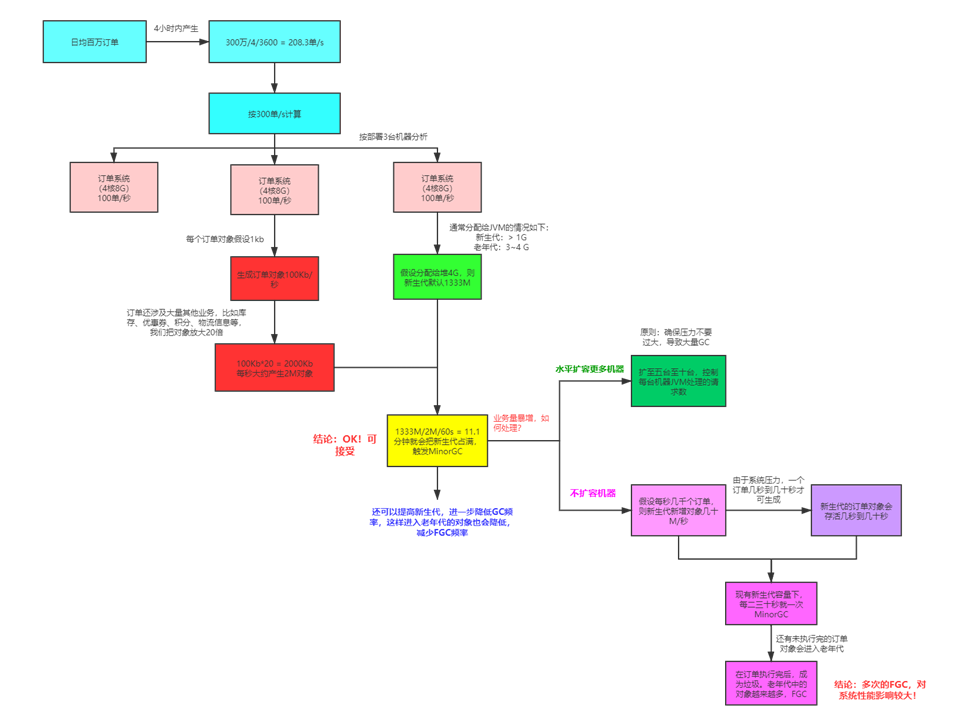 日均百万订单
4小时内产生
300万/4/3600 = 208.3单/s
按300单/s计算
按部署3台机器分析
订单系统
（4核8G）
100单/秒
订单系统
（4核8G）
100单/秒
订单系统
（4核8G）
100单/秒
每个订单对象假设1kb
通常分配给JVM的情况如下：
新生代：> 1G
老年代：3~4 G
生成订单对象100Kb/
秒
假设分配给堆4G，则
新生代默认1333M
订单还涉及大量其他业务，比如库
存、优惠券、积分、物流信息等，
我们把对象放大20倍
100Kb*20 = 2000Kb
每秒大约产生2M对象
原则：确保压力不要
过大，导致大量GC
水平扩容更多机器
扩至五台至十台，控制
每台机器JVM处理的请
求数
结论：OK！可
接受
1333M/2M/60s = 11.1
分钟就会把新生代占满，
触发MinorGC
业务量暴增，如
何处理？
还可以提高新生代，进一步降低GC频
率，这样进入老年代的对象也会降低，
减少FGC频率
不扩容机器
假设每秒几千个订单，
则新生代新增对象几十
M/秒
由于系统压力，一个
订单几秒到几十秒才
可生成
新生代的订单对象会
存活几秒到几十秒
现有新生代容量下，
每二三十秒就一次
MinorGC
还有未执行完的订单
对象会进入老年代
在订单执行完后，成
为垃圾。老年代中的
对象越来越多，FGC
结论：多次的FGC，对
系统性能影响较大！